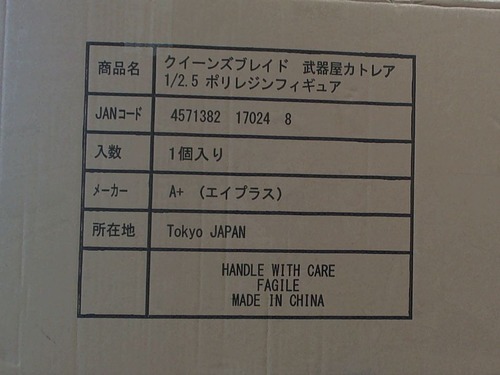 商品名 クイーンズブレイド 武器屋カトレア
1/2.5 ポリレジンフィギュア
JANコード 4571382 17024 8
入数 1個入り
メーカー A+ (エイプラス)
所在地 Tokyo JAPAN
HANDLE WITH CARE
FAGILE
MADE IN CHINA